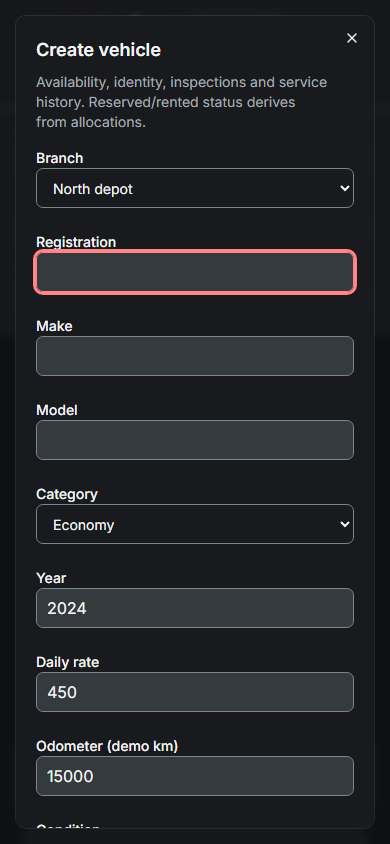 Create vehicle
Availability, identity, inspections and service
history. Reserved/rented status derives
from allocations.
Branch
North depot
Registration
Make
Model
Category
Economy
Year
2024
Daily rate
450
Odometer (demo km)
15000
Condition